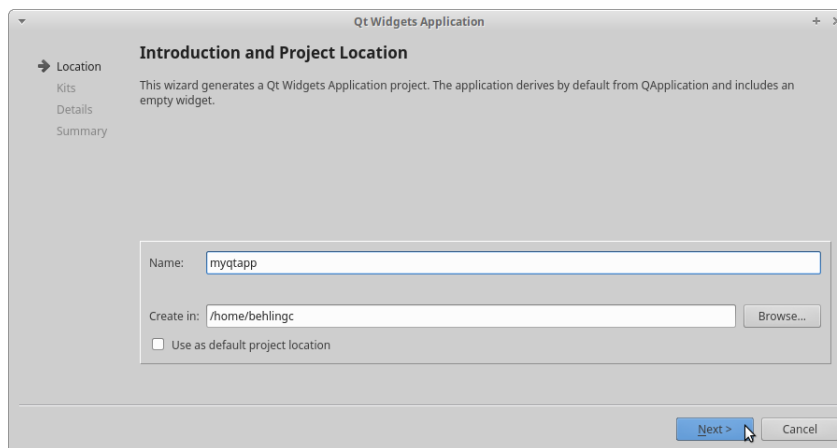 Qt Widgets Application
Location
Kits
Details
Summary
Introduction and Project Location
This wizard generates a Qt Widgets Application project. The application derives by default from QApplication and includes an
empty widget.
Name: myqtapp
Create in: /home/behlingc Browse...
Use as default project location
Next > Cancel